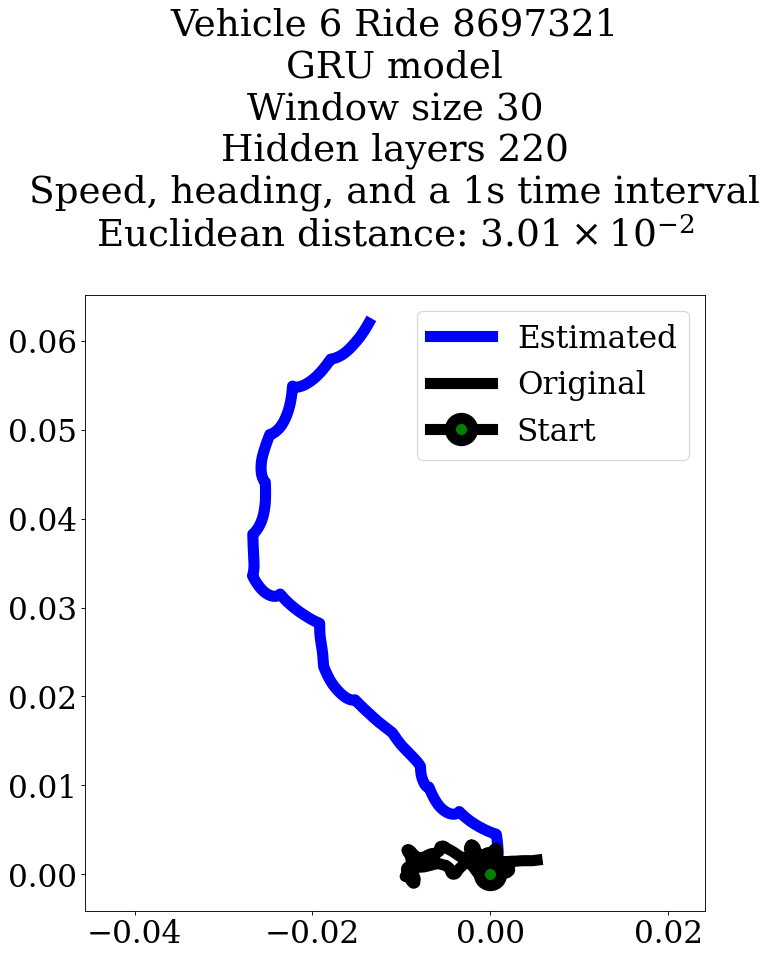 Vehicle 6 Ride 8697321
GRU model
Window size 30
Hidden layers 220
Speed, heading, and a 1s time interval
Euclidean distance: 3.01 × 10⁻²
Estimated
Original
Start
0.06
0.05
0.04
0.03
0.02
0.01
0.00
−0.04
−0.02
0.00
0.02